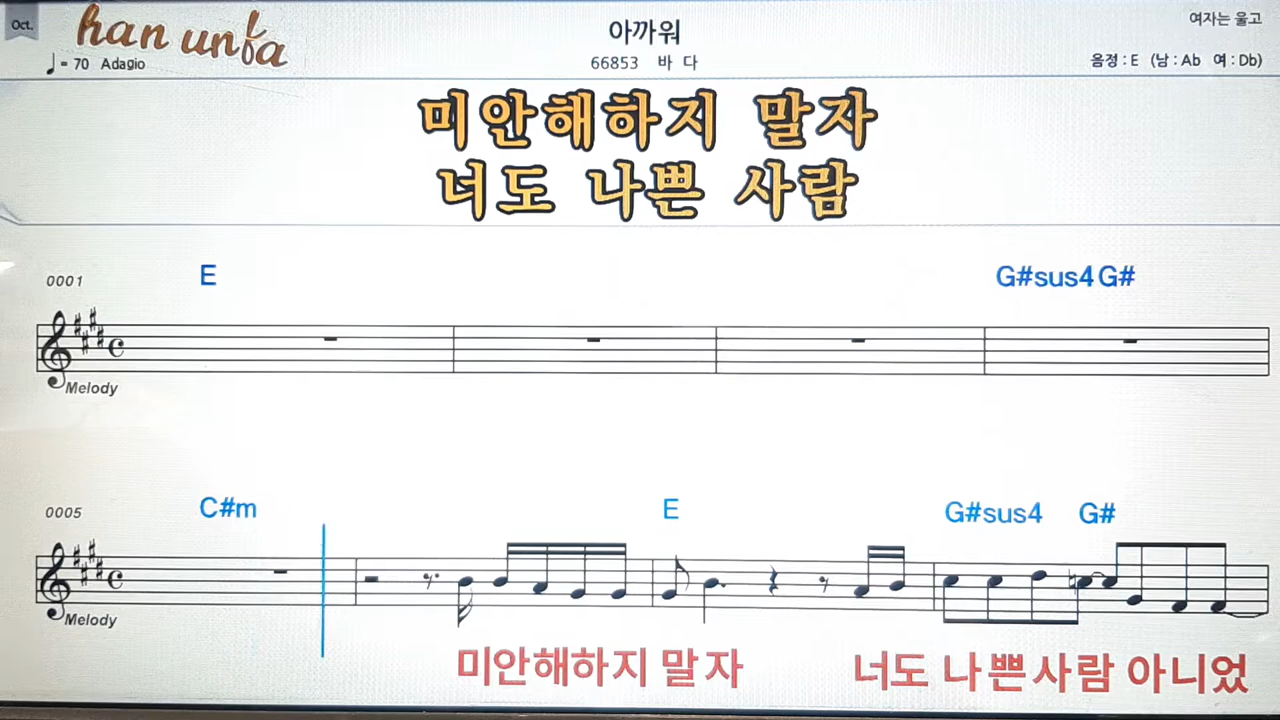 Oct.
han unfa
아까워
여자는 울고
♩= 70 Adagio
66853 바 다
음정 : E (남 : Ab 여 : Db)
미안해하지 말자
너도 나쁜 사람
0001
E
G#sus4 G#
Melody
0005
C#m
E
G#sus4
G#
Melody
미안해하지 말자
너도 나쁜사람 아니었